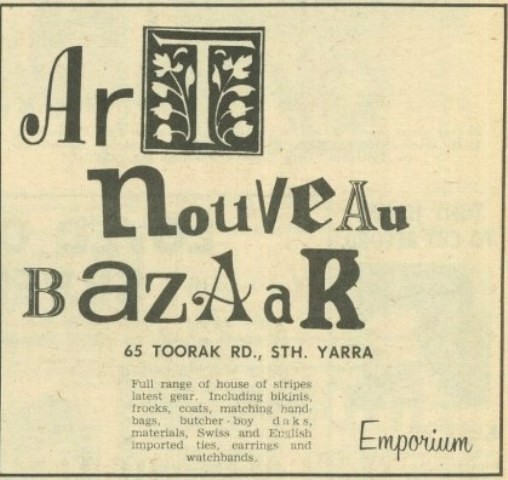 ArT
nouVeAu
BazAaR
65 TOORAK RD., STH. YARRA
Full range of house of stripes
latest gear. Including bikinis,
frocks, coats, matching hand-
bags, butcher-boy daks,
materials, Swiss and English
imported ties, earrings and
watchbands.
Emporium